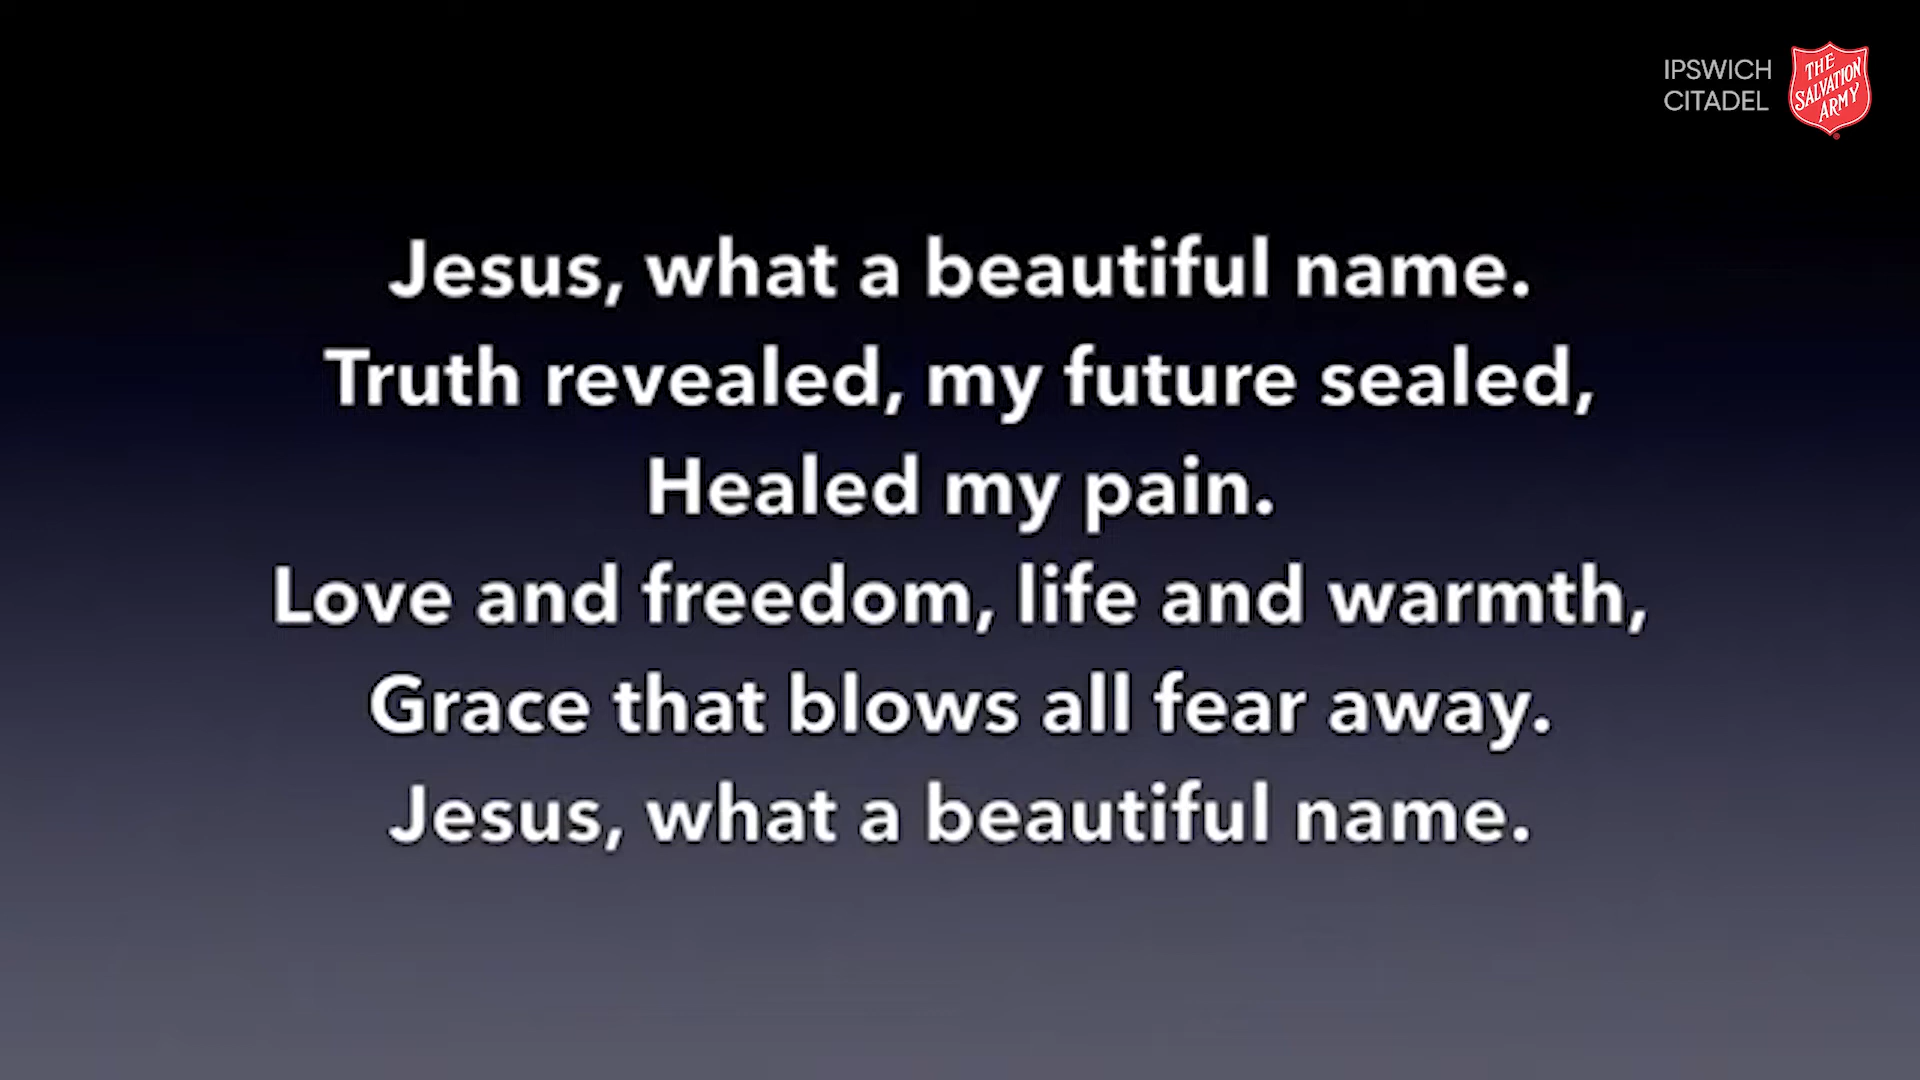 IPSWICH
CITADEL
THE
SALVATION
ARMY
Jesus, what a beautiful name.
Truth revealed, my future sealed,
Healed my pain.
Love and freedom, life and warmth,
Grace that blows all fear away.
Jesus, what a beautiful name.